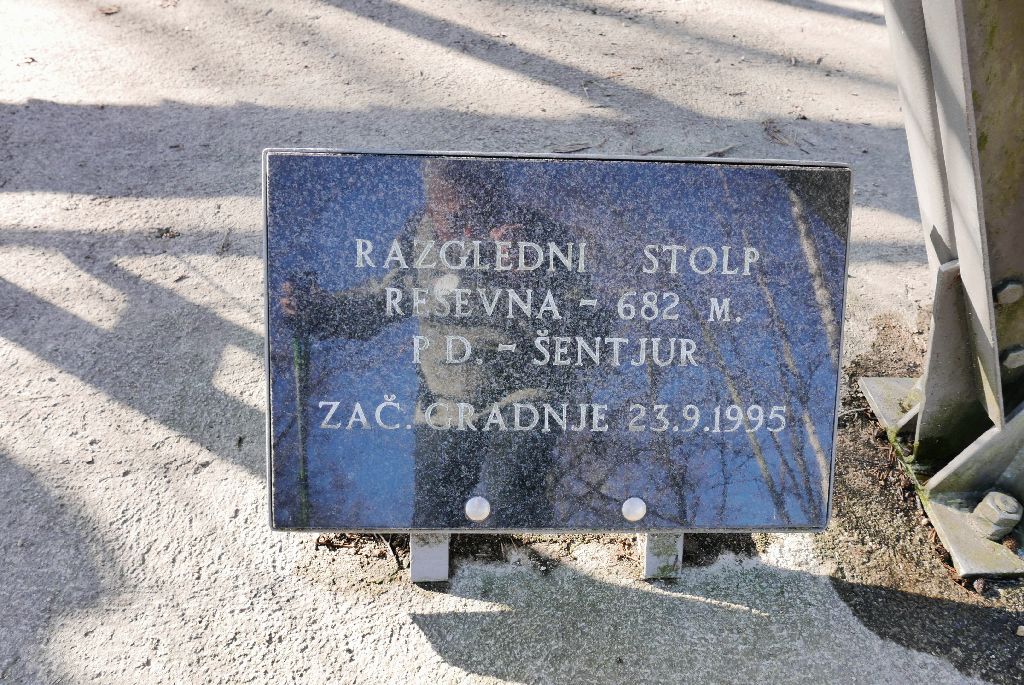 RAZGLEDNI STOLP
RESEVNA - 682 M.
P D. - ŠENTJUR
ZAČ. GRADNJE 23.9.1995